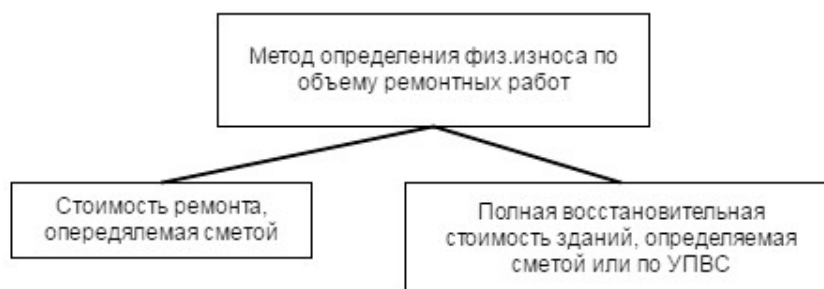 Метод определения физ.износа по
объему ремонтных работ
Стоимость ремонта,
опередялемая сметой
Полная восстановительная
стоимость зданий, определяемая
сметой или по УПВС